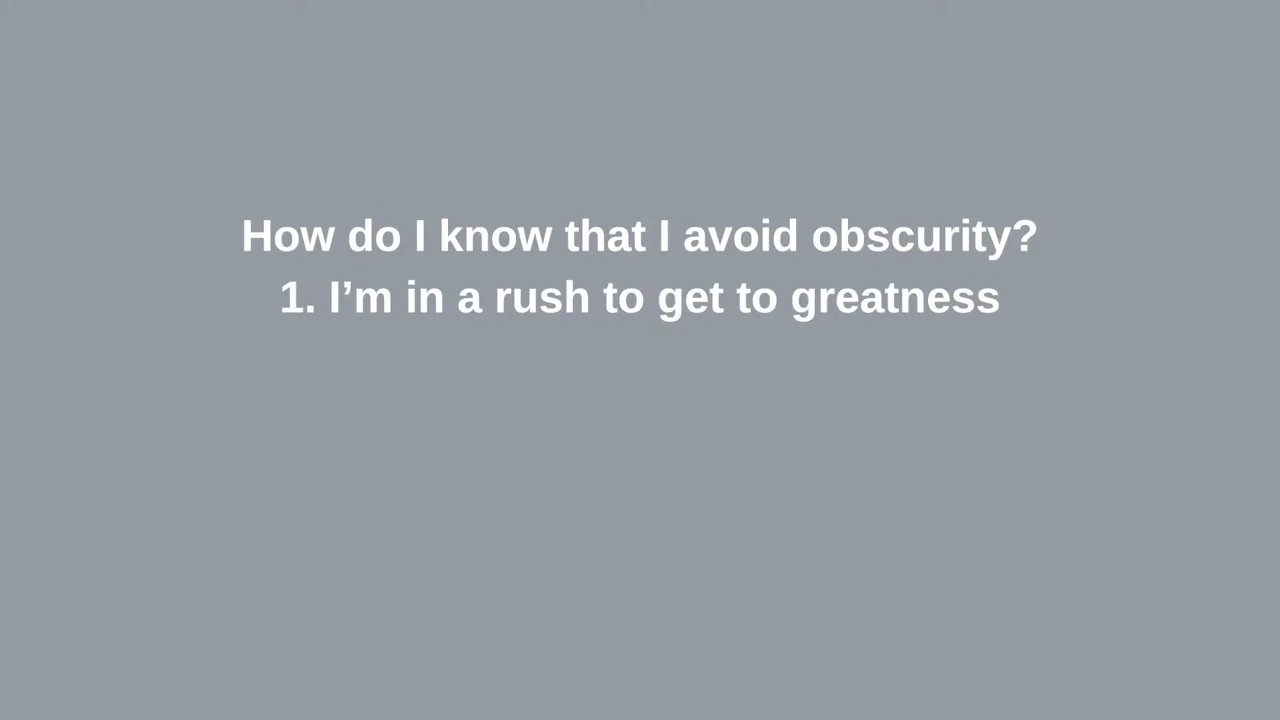 How do I know that I avoid obscurity?
1. I’m in a rush to get to greatness